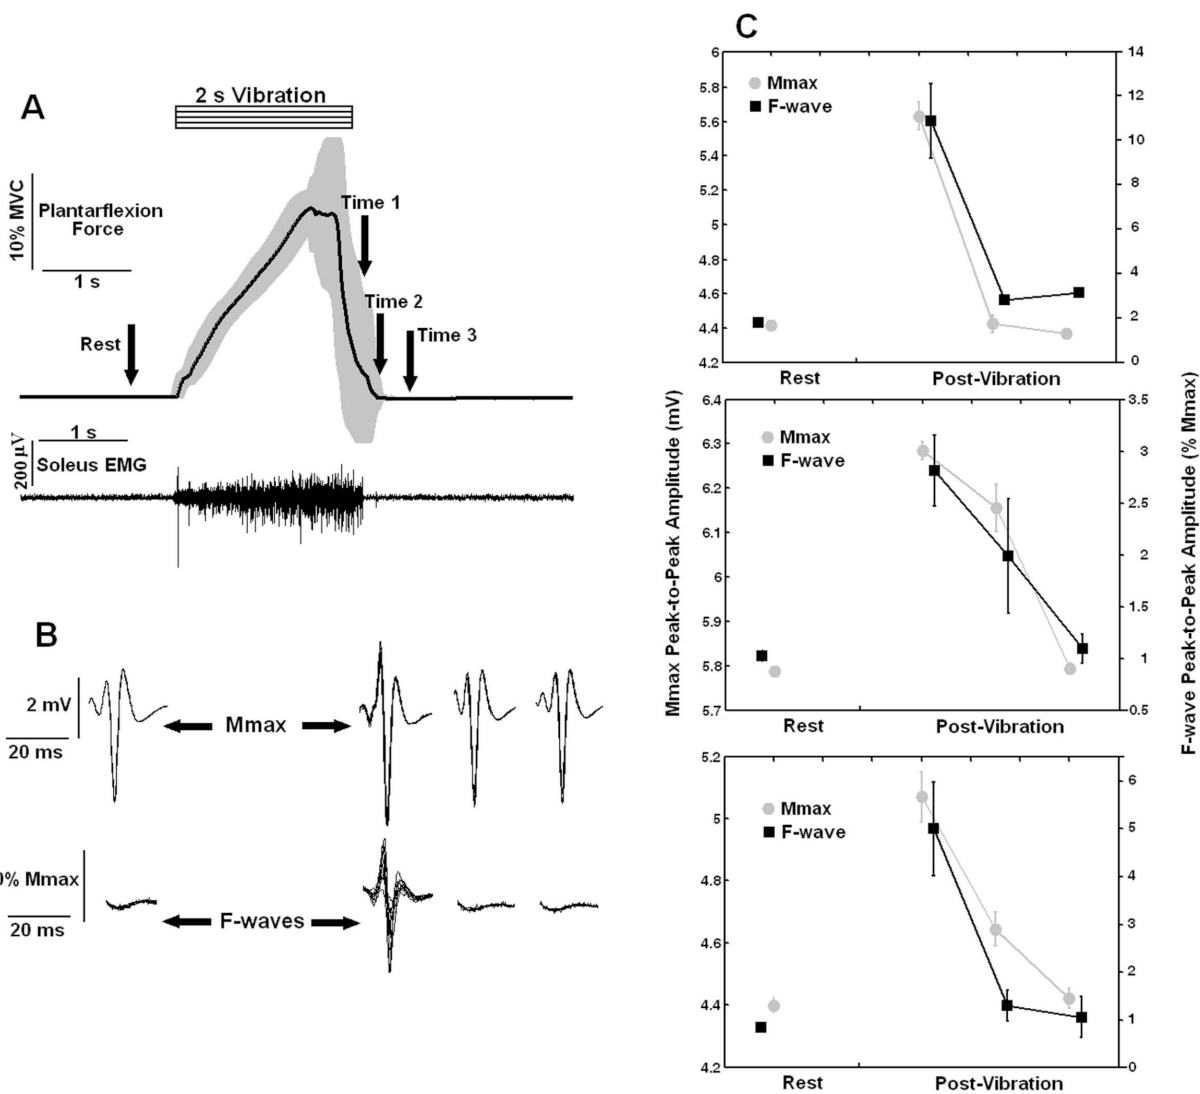 A
2 s Vibration
10% MVC
Plantarflexion
Force
1 s
Time 1
Time 2
Time 3
Rest
1 s
200 µV
Soleus EMG
B
2 mV
20 ms
Mmax
0% Mmax
20 ms
F-waves
C
Mmax Peak-to-Peak Amplitude (mV)
F-wave Peak-to-Peak Amplitude (% Mmax)
6
5.8
5.6
5.4
5.2
5
4.8
4.6
4.4
4.2
Mmax
F-wave
14
12
10
8
6
4
2
0
Rest
Post-Vibration
6.4
6.3
6.2
6.1
6
5.9
5.8
5.7
Mmax
F-wave
3.5
3
2.5
2
1.5
1
0.5
Rest
Post-Vibration
5.2
5
4.8
4.6
4.4
4.2
Mmax
F-wave
6
5
4
3
2
1
0
Rest
Post-Vibration